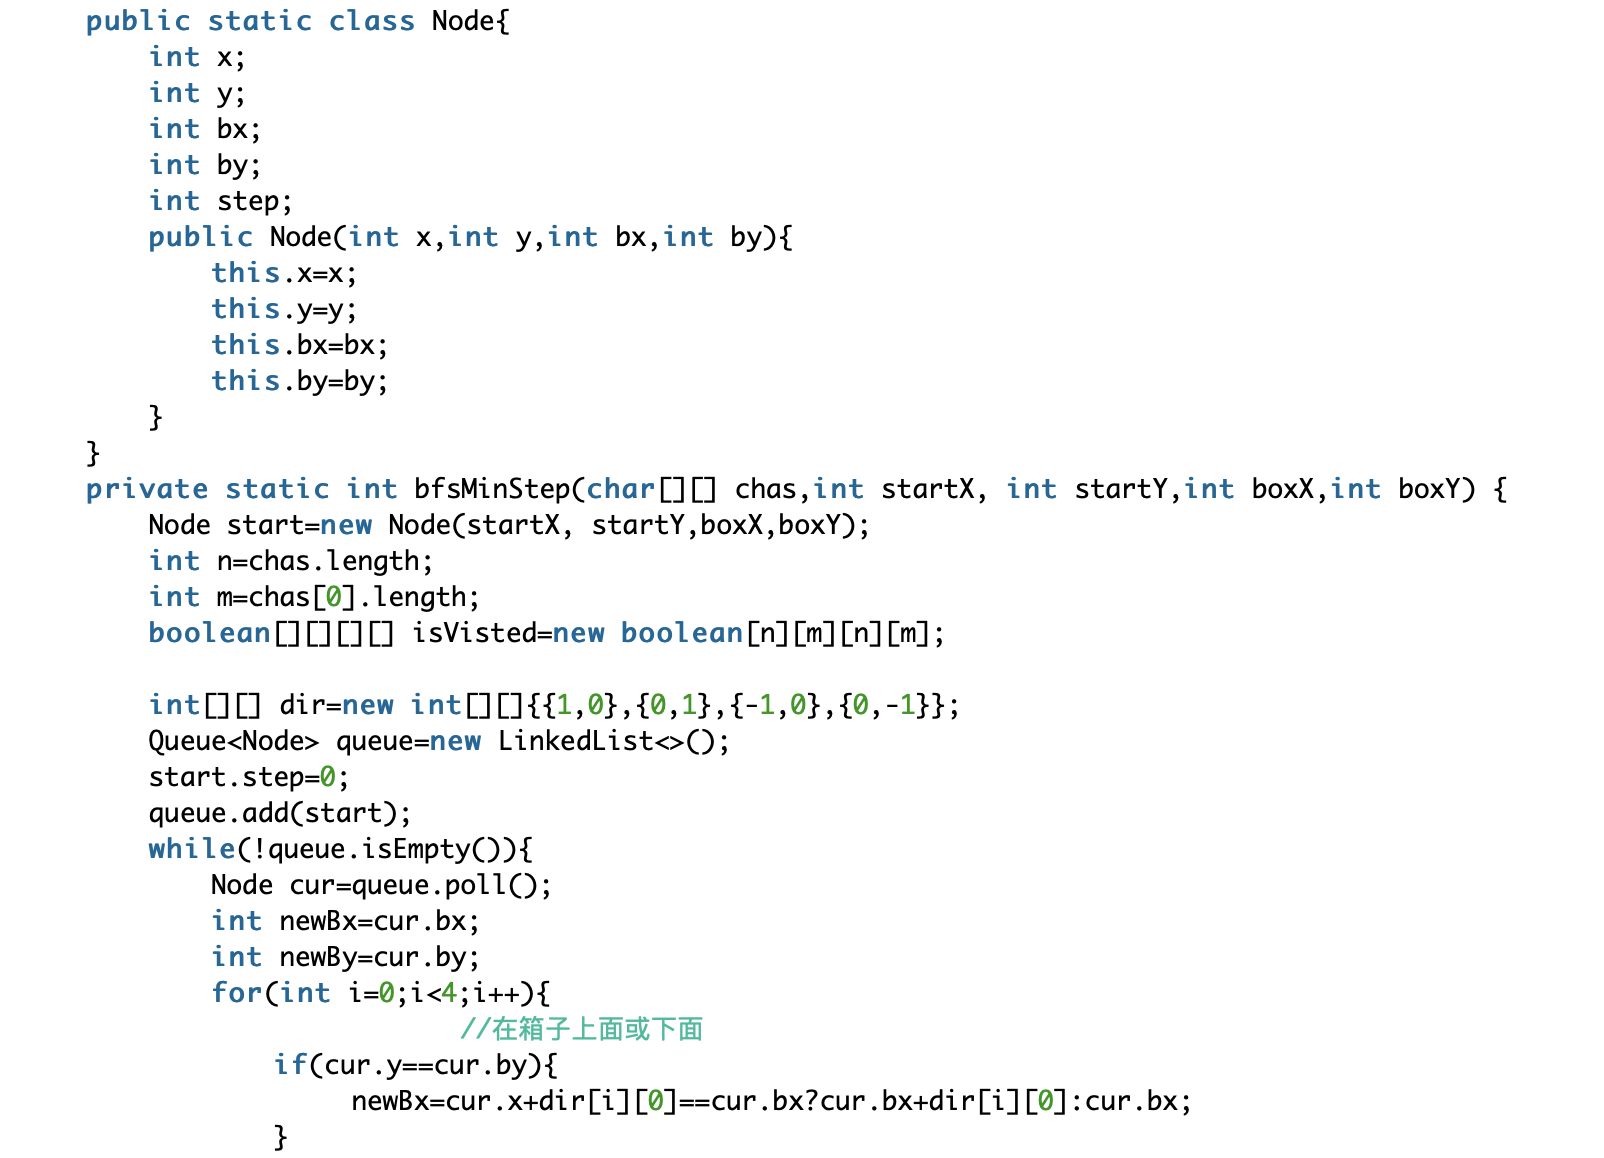 public static class Node{
int x;
int y;
int bx;
int by;
int step;
public Node(int x,int y,int bx,int by){
this.x=x;
this.y=y;
this.bx=bx;
this.by=by;
}
}
private static int bfsMinStep(char[][] chas,int startX, int startY,int boxX,int boxY) {
Node start=new Node(startX, startY,boxX,boxY);
int n=chas.length;
int m=chas[0].length;
boolean[][][][] isVisted=new boolean[n][m][n][m];
int[][] dir=new int[][]{{1,0},{0,1},{-1,0},{0,-1}};
Queue<Node> queue=new LinkedList<>();
start.step=0;
queue.add(start);
while(!queue.isEmpty()){
Node cur=queue.poll();
int newBx=cur.bx;
int newBy=cur.by;
for(int i=0;i<4;i++){
//在箱子上面或下面
if(cur.y==cur.by){
newBx=cur.x+dir[i][0]==cur.bx?cur.bx+dir[i][0]:cur.bx;
}